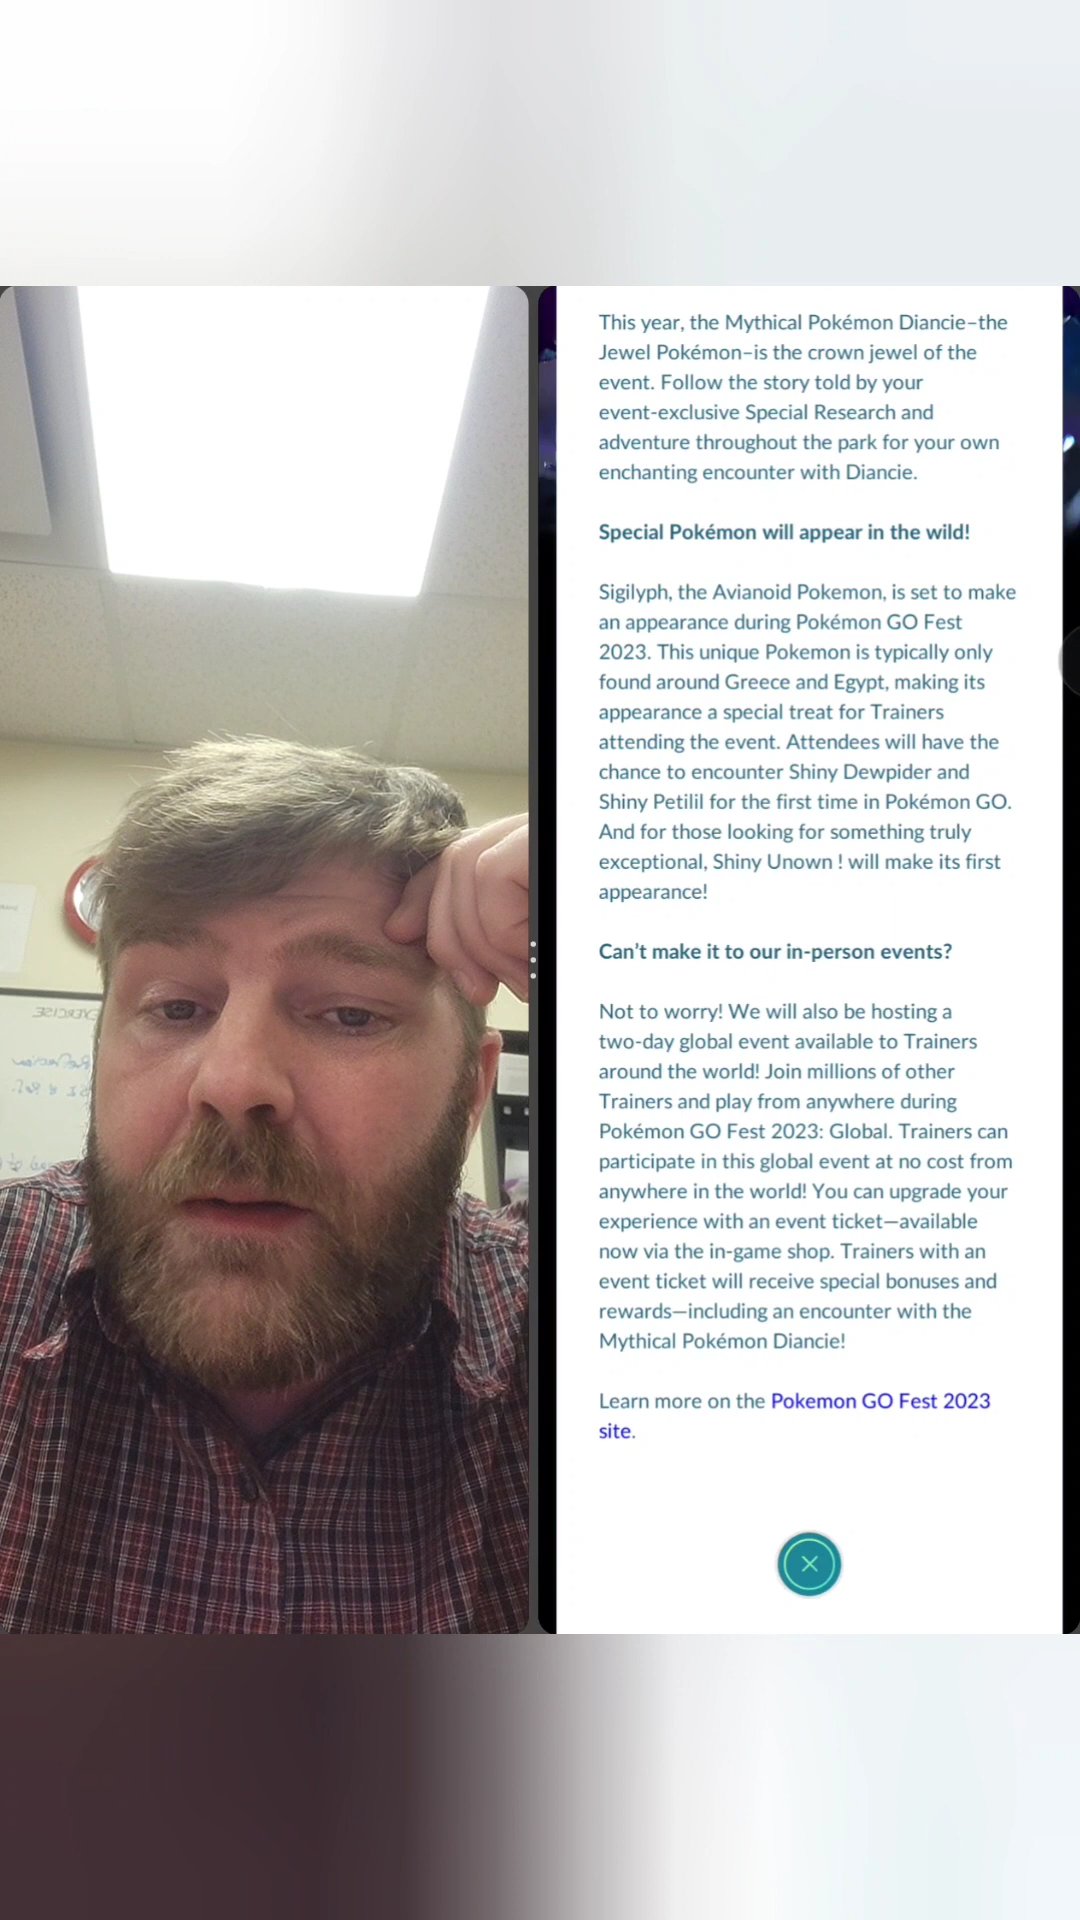 This year, the Mythical Pokémon Diancie–the
Jewel Pokémon–is the crown jewel of the
event. Follow the story told by your
event-exclusive Special Research and
adventure throughout the park for your own
enchanting encounter with Diancie.
Special Pokémon will appear in the wild!
Sigilyph, the Avianoid Pokemon, is set to make
an appearance during Pokémon GO Fest
2023. This unique Pokemon is typically only
found around Greece and Egypt, making its
appearance a special treat for Trainers
attending the event. Attendees will have the
chance to encounter Shiny Dewpider and
Shiny Petilil for the first time in Pokémon GO.
And for those looking for something truly
exceptional, Shiny Unown ! will make its first
appearance!
Can't make it to our in-person events?
Not to worry! We will also be hosting a
two-day global event available to Trainers
around the world! Join millions of other
Trainers and play from anywhere during
Pokémon GO Fest 2023: Global. Trainers can
participate in this global event at no cost from
anywhere in the world! You can upgrade your
experience with an event ticket—available
now via the in-game shop. Trainers with an
event ticket will receive special bonuses and
rewards—including an encounter with the
Mythical Pokémon Diancie!
Learn more on the Pokemon GO Fest 2023
site.
EXERCISE